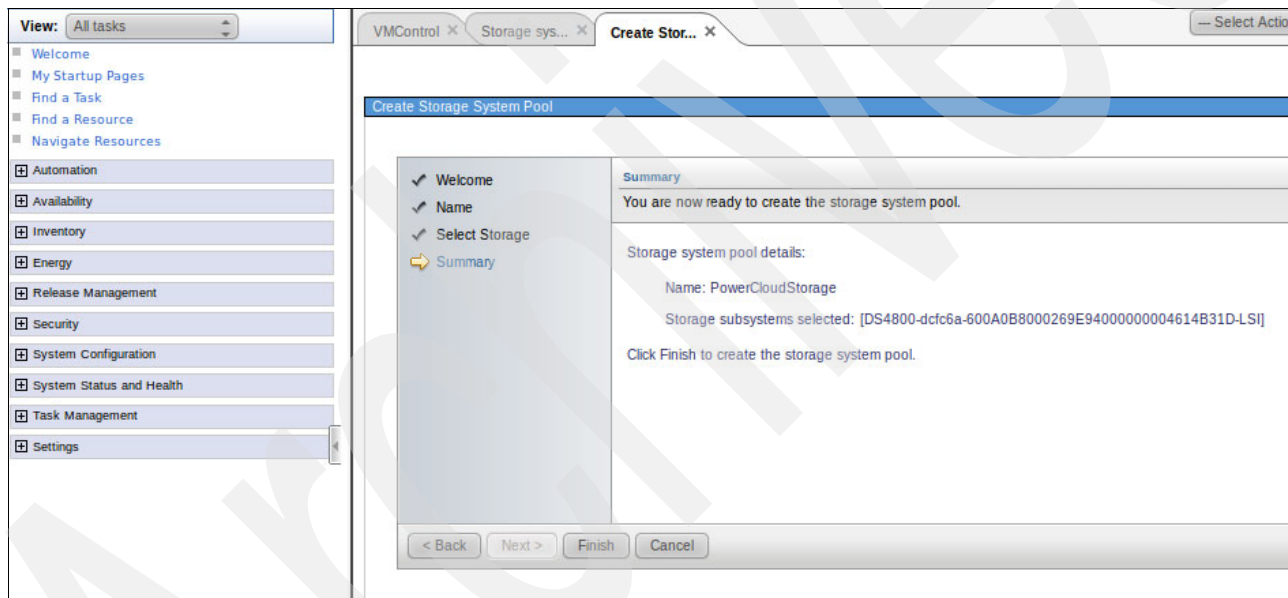 View: All tasks
Welcome
My Startup Pages
Find a Task
Find a Resource
Navigate Resources
Automation
Availability
Inventory
Energy
Release Management
Security
System Configuration
System Status and Health
Task Management
Settings
VMControl
Storage sys...
Create Stor...
--- Select Actio
Create Storage System Pool
Welcome
Name
Select Storage
Summary
Summary
You are now ready to create the storage system pool.
Storage system pool details:
Name: PowerCloudStorage
Storage subsystems selected: [DS4800-dcfc6a-600A0B8000269E94000000004614B31D-LSI]
Click Finish to create the storage system pool.
< Back
Next >
Finish
Cancel